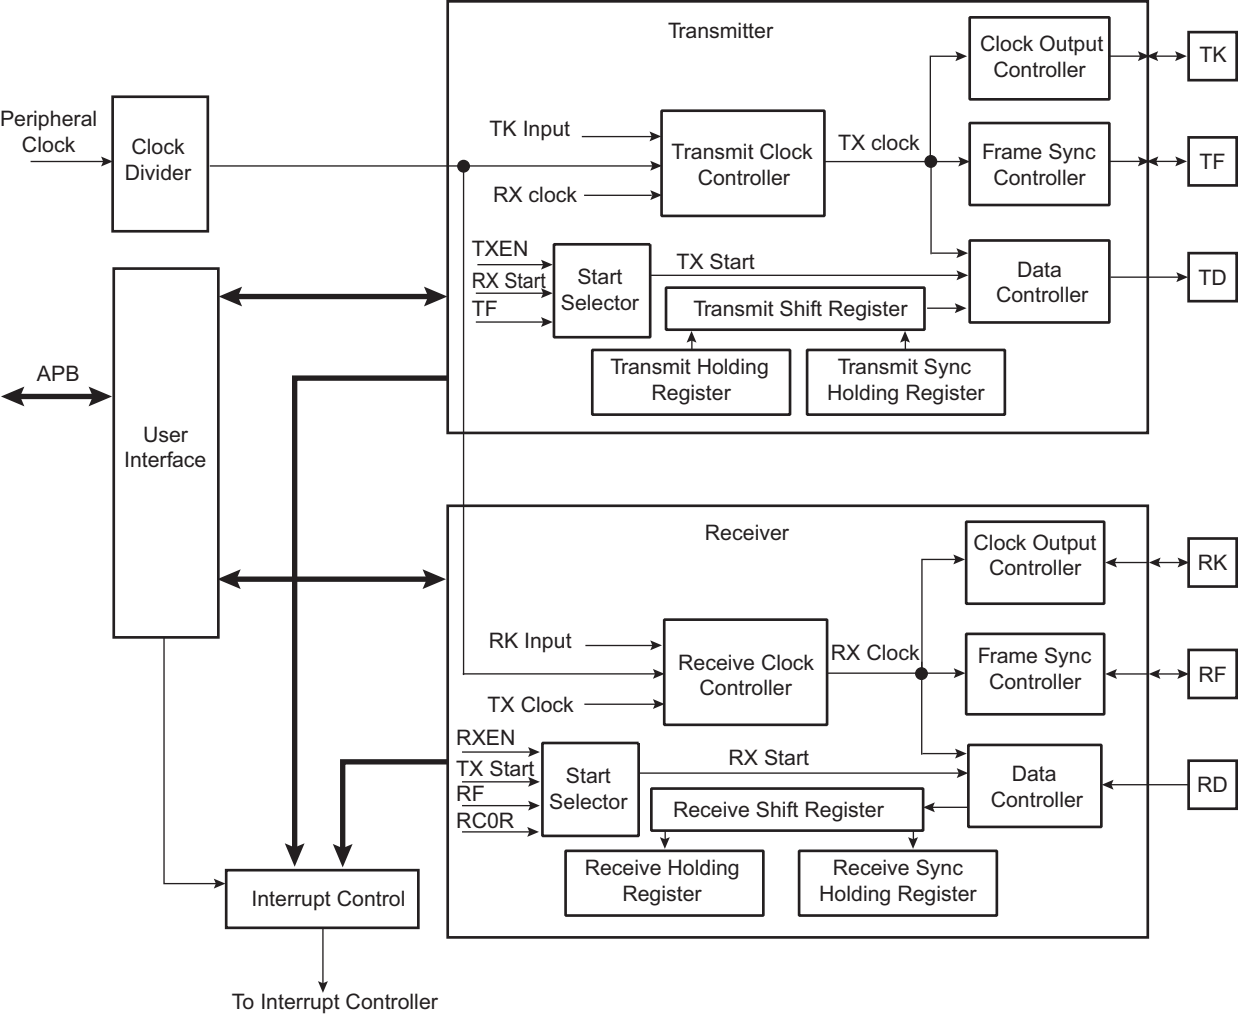 Transmitter
Clock Output
Controller
TK
Peripheral
Clock
Clock
Divider
TK Input
RX clock
Transmit Clock
Controller
TX clock
Frame Sync
Controller
TF
TXEN
RX Start
TF
Start
Selector
TX Start
Data
Controller
TD
Transmit Shift Register
Transmit Holding
Register
Transmit Sync
Holding Register
APB
User
Interface
Receiver
Clock Output
Controller
RK
RK Input
TX Clock
Receive Clock
Controller
RX Clock
Frame Sync
Controller
RF
RXEN
TX Start
RF
RC0R
Start
Selector
RX Start
Data
Controller
RD
Receive Shift Register
Receive Holding
Register
Receive Sync
Holding Register
Interrupt Control
To Interrupt Controller